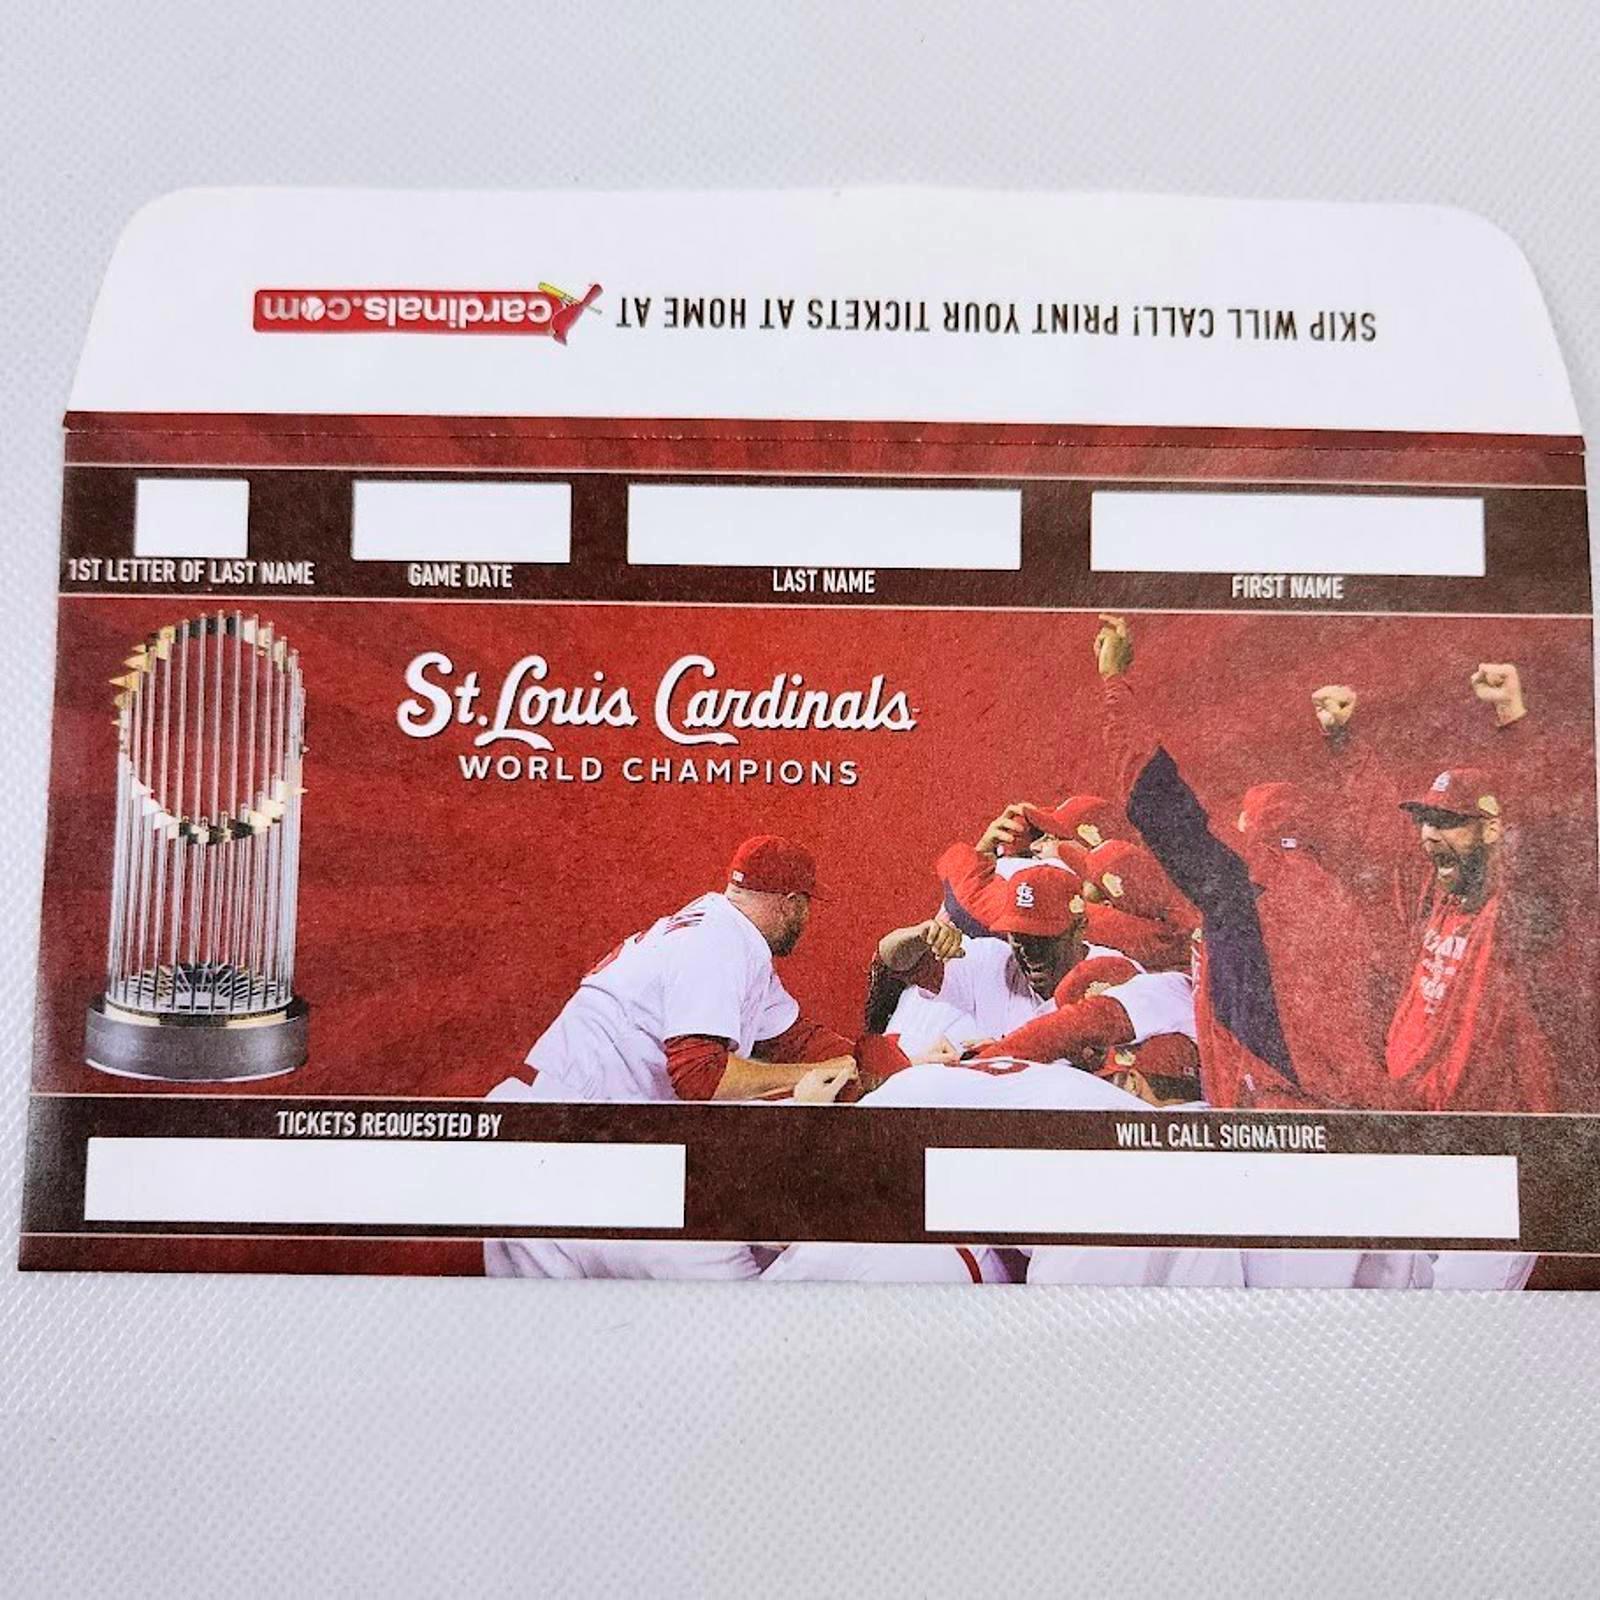 SKIP WILL CALL! PRINT YOUR TICKETS AT HOME AT cardinals.com
1ST LETTER OF LAST NAME
GAME DATE
LAST NAME
FIRST NAME
St. Louis Cardinals
WORLD CHAMPIONS
TICKETS REQUESTED BY
WILL CALL SIGNATURE